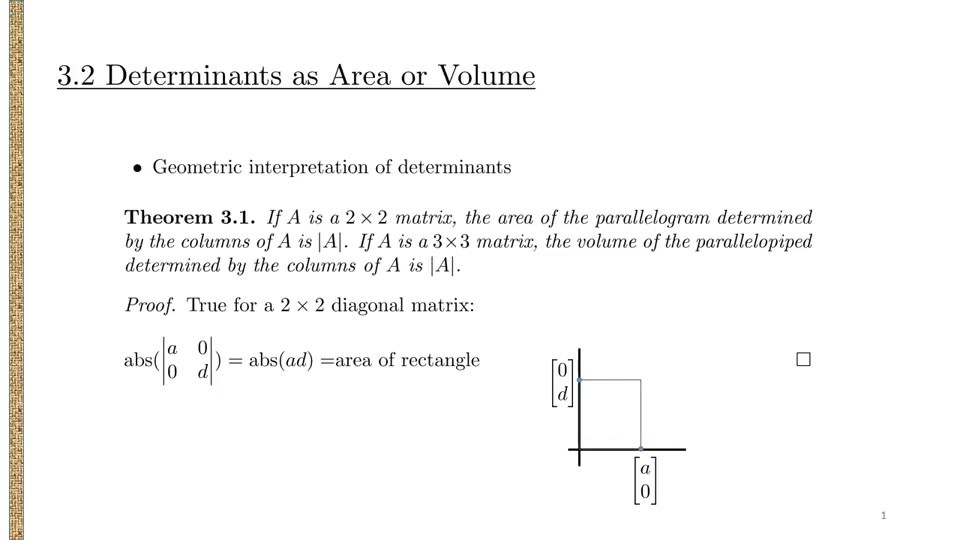 3.2 Determinants as Area or Volume
• Geometric interpretation of determinants
Theorem 3.1. If A is a 2 × 2 matrix, the area of the parallelogram determined
by the columns of A is |A|. If A is a 3×3 matrix, the volume of the parallelopiped
determined by the columns of A is |A|.
Proof. True for a 2 × 2 diagonal matrix:
abs(|a 0
0 d|) = abs(ad) =area of rectangle
□
[0
d]
[a
0]
1